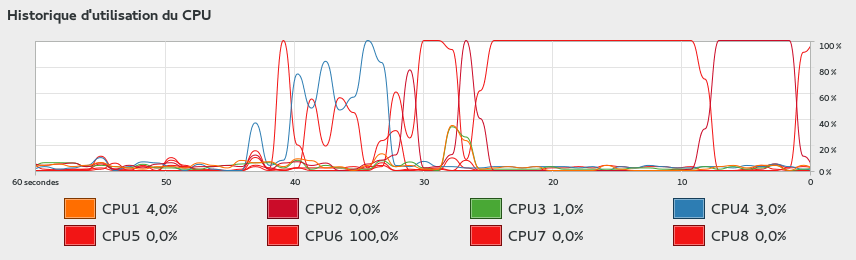 Historique d'utilisation du CPU
100 %
80 %
60 %
40 %
20 %
0 %
60 secondes 50 40 30 20 10 0
CPU1 4,0% CPU2 0,0% CPU3 1,0% CPU4 3,0%
CPU5 0,0% CPU6 100,0% CPU7 0,0% CPU8 0,0%